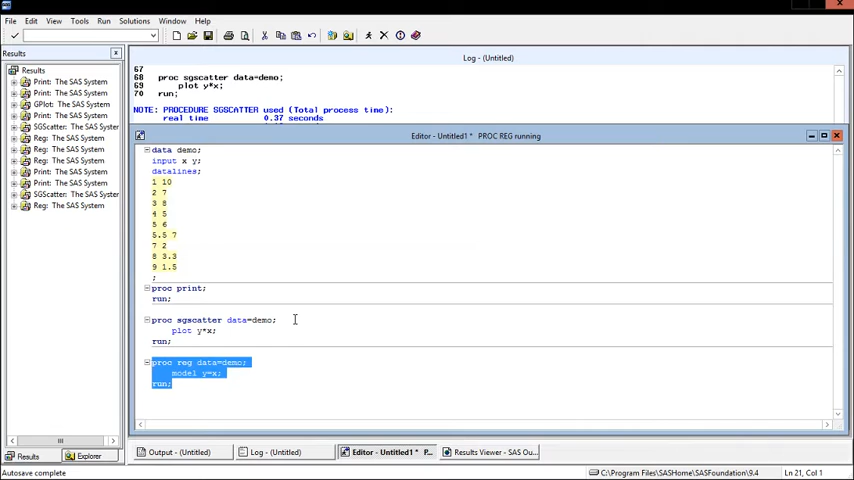 File Edit View Tools Run Solutions Window Help
Results
Results
Print: The SAS System
Print: The SAS System
GPlot: The SAS System
SGScatter: The SAS System
Reg: The SAS System
Reg: The SAS System
Reg: The SAS System
Print: The SAS System
Print: The SAS System
SGScatter: The SAS Syster
Reg: The SAS System
Results Explorer
Log - (Untitled)
67
68 proc sgscatter data=demo;
69 plot y*x;
70 run;
NOTE: PROCEDURE SGSCATTER used (Total process time):
real time 0.37 seconds
Editor - Untitled1 * PROC REG running
data demo;
input x y;
datalines;
1 10
2 7
3 8
4 5
5 6
5.5 7
7 2
8 3.3
9 1.5
;
proc print;
run;
proc sgscatter data=demo;
plot y*x;
run;
proc reg data=demo;
model y=x;
run;
Output - (Untitled) Log - (Untitled) Editor - Untitled1 * P... Results Viewer - SAS Ou...
Autosave complete C:\Program Files\SASHome\SASFoundation\9.4 Ln 21, Col 1